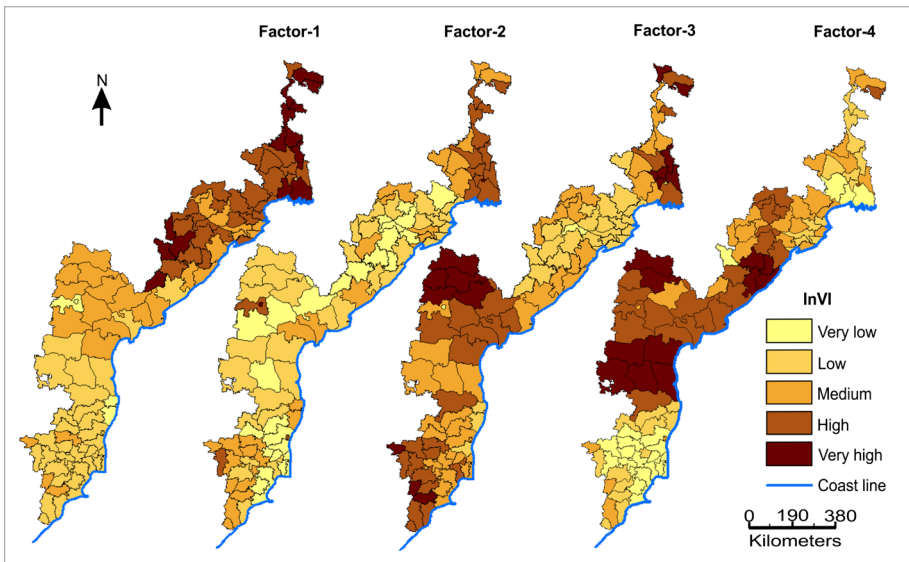 Factor-1
Factor-2
Factor-3
Factor-4
N
InVI
Very low
Low
Medium
High
Very high
Coast line
0 190 380
Kilometers